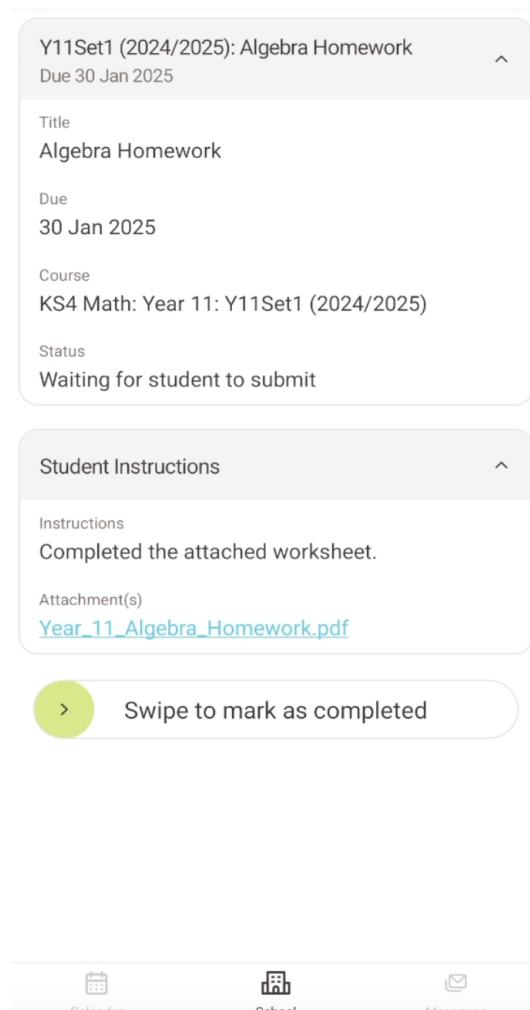 Y11Set1 (2024/2025): Algebra Homework
Due 30 Jan 2025
Title
Algebra Homework
Due
30 Jan 2025
Course
KS4 Math: Year 11: Y11Set1 (2024/2025)
Status
Waiting for student to submit
Student Instructions
Instructions
Completed the attached worksheet.
Attachment(s)
Year_11_Algebra_Homework.pdf
Swipe to mark as completed
Calendar
School
Messages